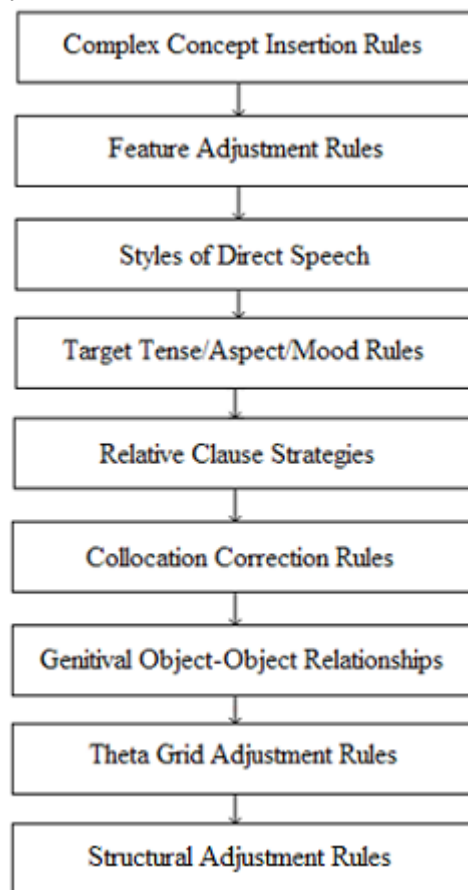 Complex Concept Insertion Rules
Feature Adjustment Rules
Styles of Direct Speech
Target Tense/Aspect/Mood Rules
Relative Clause Strategies
Collocation Correction Rules
Genitival Object-Object Relationships
Theta Grid Adjustment Rules
Structural Adjustment Rules